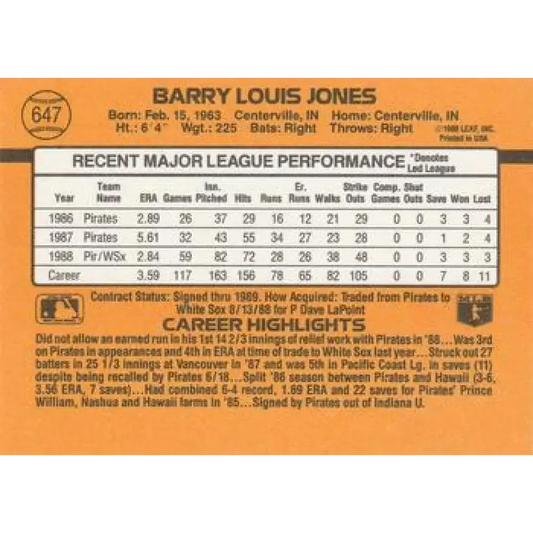 647
BARRY LOUIS JONES
Born: Feb. 15, 1963 Centerville, IN Home: Centerville, IN
Ht.: 6'4" Wgt.: 225 Bats: Right Throws: Right
©1988 LEAF, INC.
Printed in USA
RECENT MAJOR LEAGUE PERFORMANCE *Denotes Led League
Year Team Name ERA Games Inn. Pitched Hits Runs Er. Runs Walks Strike Outs Comp. Games Shut Outs Save Won Lost
1986 Pirates 2.89 26 37 29 16 12 21 29 0 0 3 3 4
1987 Pirates 5.61 32 43 55 34 27 23 28 0 0 1 2 4
1988 Pir/WSx 2.84 59 82 72 28 26 38 48 0 0 3 3 3
Career 3.59 117 163 156 78 65 82 105 0 0 7 8 11
Contract Status: Signed thru 1989. How Acquired: Traded from Pirates to
White Sox 8/13/88 for P Dave LaPoint
CAREER HIGHLIGHTS
Did not allow an earned run in his 1st 14 2/3 innings of relief work with Pirates in '88...Was 3rd
on Pirates in appearances and 4th in ERA at time of trade to White Sox last year...Struck out 27
batters in 25 1/3 innings at Vancouver in '87 and was 5th in Pacific Coast Lg. in saves (11)
despite being recalled by Pirates 6/18...Split '86 season between Pirates and Hawaii (3-6,
3.56 ERA, 7 saves)...Had combined 6-4 record, 1.69 ERA and 22 saves for Pirates' Prince
William, Nashua and Hawaii farms in '85...Signed by Pirates out of Indiana U.